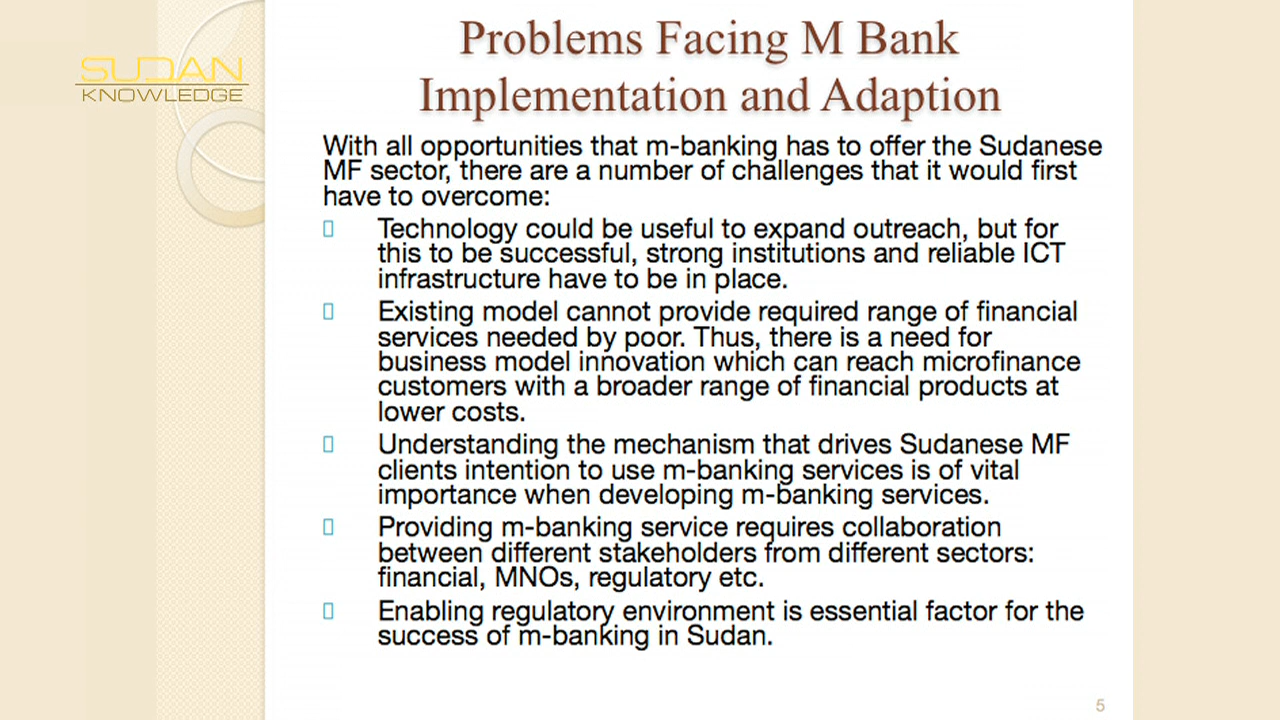 SUDAN
KNOWLEDGE
Problems Facing M Bank
Implementation and Adaption
With all opportunities that m-banking has to offer the Sudanese
MF sector, there are a number of challenges that it would first
have to overcome:
Technology could be useful to expand outreach, but for
this to be successful, strong institutions and reliable ICT
infrastructure have to be in place.
Existing model cannot provide required range of financial
services needed by poor. Thus, there is a need for
business model innovation which can reach microfinance
customers with a broader range of financial products at
lower costs.
Understanding the mechanism that drives Sudanese MF
clients intention to use m-banking services is of vital
importance when developing m-banking services.
Providing m-banking service requires collaboration
between different stakeholders from different sectors:
financial, MNOs, regulatory etc.
Enabling regulatory environment is essential factor for the
success of m-banking in Sudan.
5